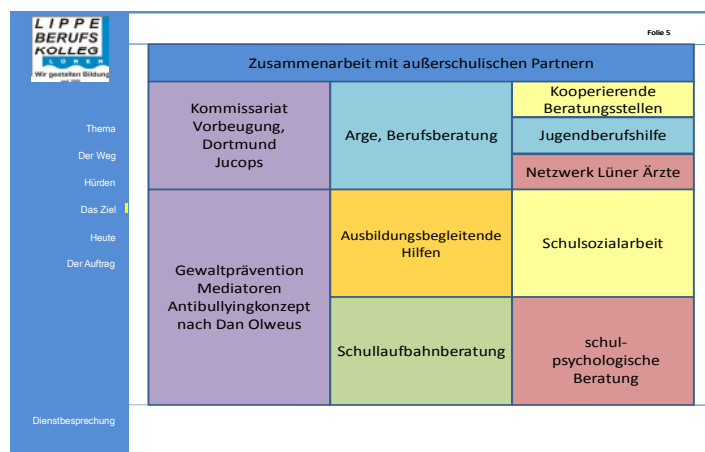 LIPPE
BERUFS
KOLLEG
LÜNEN
Wir gestalten Bildung
Folie 5
Thema
Der Weg
Hürden
Das Ziel
Heute
Der Auftrag
Dienstbesprechung
Zusammenarbeit mit außerschulischen Partnern
Kommissariat
Vorbeugung,
Dortmund
Jucops
Arge, Berufsberatung
Kooperierende
Beratungsstellen
Jugendberufshilfe
Netzwerk Lüner Ärzte
Gewaltprävention
Mediatoren
Antibullyingkonzept
nach Dan Olweus
Ausbildungsbegleitende
Hilfen
Schulsozialarbeit
Schullaufbahnberatung
schul-
psychologische
Beratung